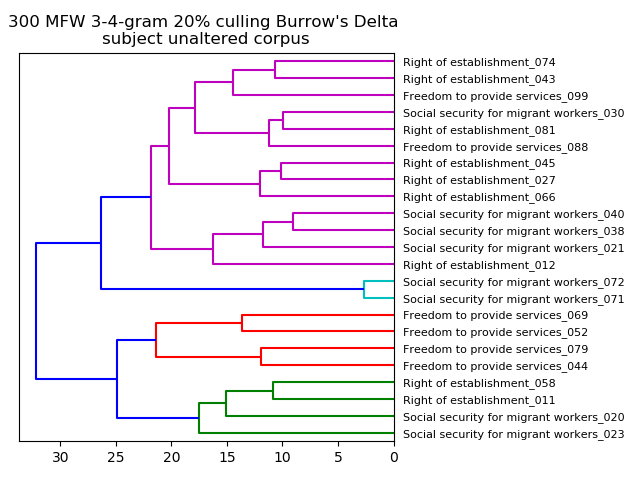 300 MFW 3-4-gram 20% culling Burrow's Delta
subject unaltered corpus
Right of establishment_074
Right of establishment_043
Freedom to provide services_099
Social security for migrant workers_030
Right of establishment_081
Freedom to provide services_088
Right of establishment_045
Right of establishment_027
Right of establishment_066
Social security for migrant workers_040
Social security for migrant workers_038
Social security for migrant workers_021
Right of establishment_012
Social security for migrant workers_072
Social security for migrant workers_071
Freedom to provide services_069
Freedom to provide services_052
Freedom to provide services_079
Freedom to provide services_044
Right of establishment_058
Right of establishment_011
Social security for migrant workers_020
Social security for migrant workers_023
30 25 20 15 10 5 0